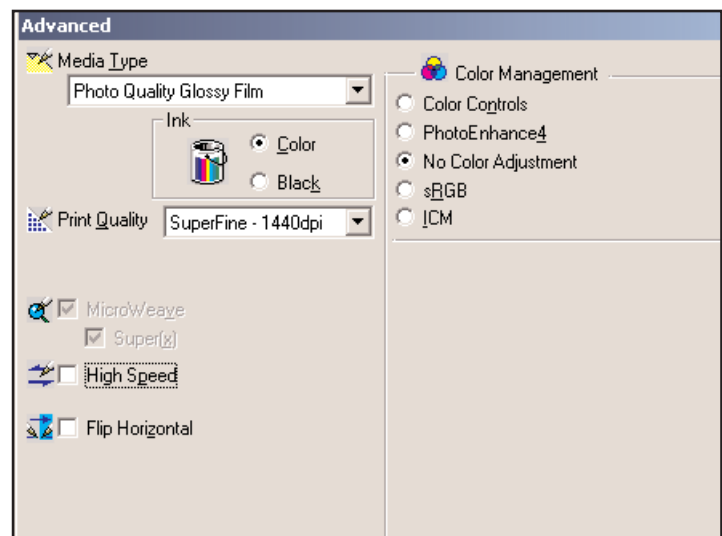 Advanced
Media Type
Photo Quality Glossy Film
Ink
Color
Black
Print Quality SuperFine - 1440dpi
MicroWeave
Super(x)
High Speed
Flip Horizontal
Color Management
Color Controls
PhotoEnhance4
No Color Adjustment
sRGB
ICM